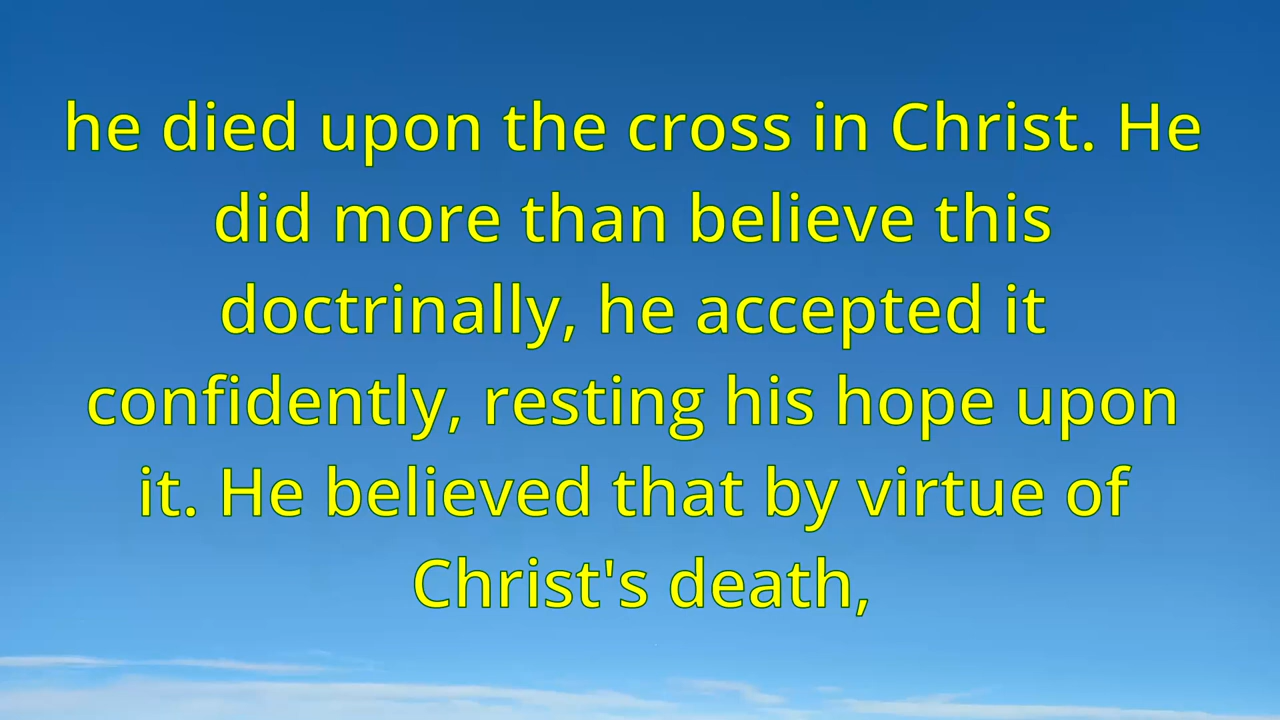 he died upon the cross in Christ. He
did more than believe this
doctrinally, he accepted it
confidently, resting his hope upon
it. He believed that by virtue of
Christ's death,